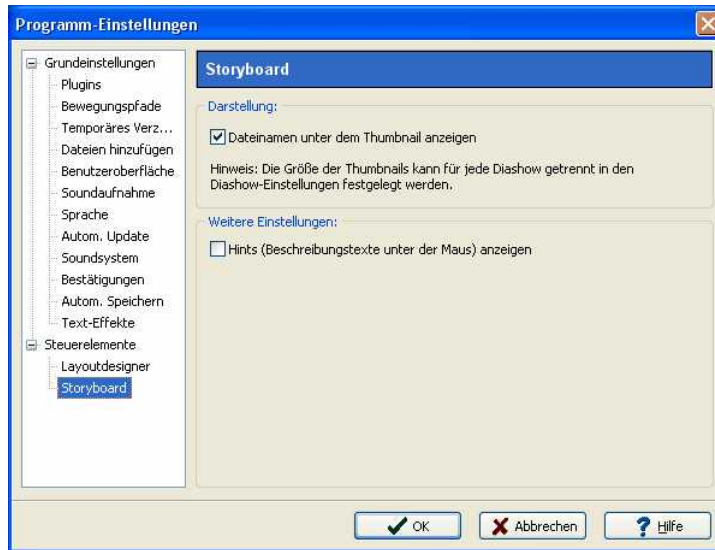 Programm-Einstellungen
Grundeinstellungen
Plugins
Bewegungspfade
Temporäres Verz...
Dateien hinzufügen
Benutzeroberfläche
Soundaufnahme
Sprache
Autom. Update
Soundsystem
Bestätigungen
Autom. Speichern
Text-Effekte
Steuerelemente
Layoutdesigner
Storyboard
Storyboard
Darstellung:
Dateinamen unter dem Thumbnail anzeigen
Hinweis: Die Größe der Thumbnails kann für jede Diashow getrennt in den
Diashow-Einstellungen festgelegt werden.
Weitere Einstellungen:
Hints (Beschreibungstexte unter der Maus) anzeigen
OK
Abbrechen
Hilfe